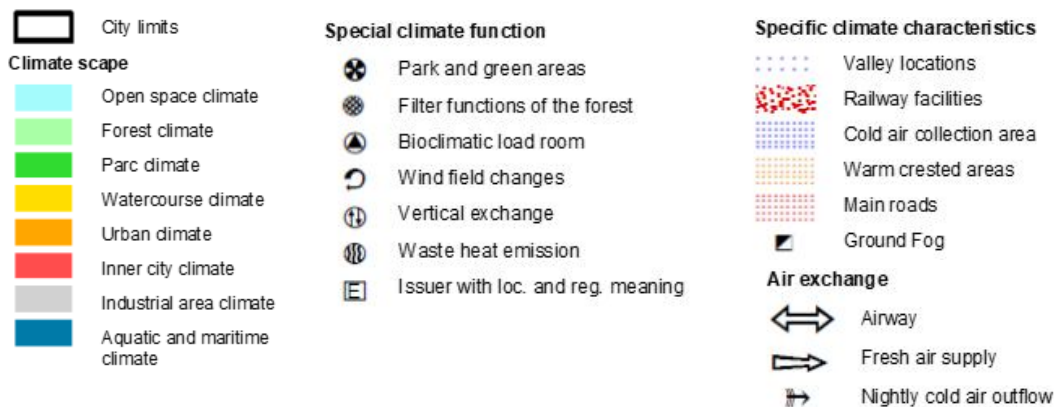 City limits
Climate scape
Open space climate
Forest climate
Parc climate
Watercourse climate
Urban climate
Inner city climate
Industrial area climate
Aquatic and maritime
climate
Special climate function
Park and green areas
Filter functions of the forest
Bioclimatic load room
Wind field changes
Vertical exchange
Waste heat emission
E Issuer with loc. and reg. meaning
Specific climate characteristics
Valley locations
Railway facilities
Cold air collection area
Warm crested areas
Main roads
Ground Fog
Air exchange
Airway
Fresh air supply
Nightly cold air outflow